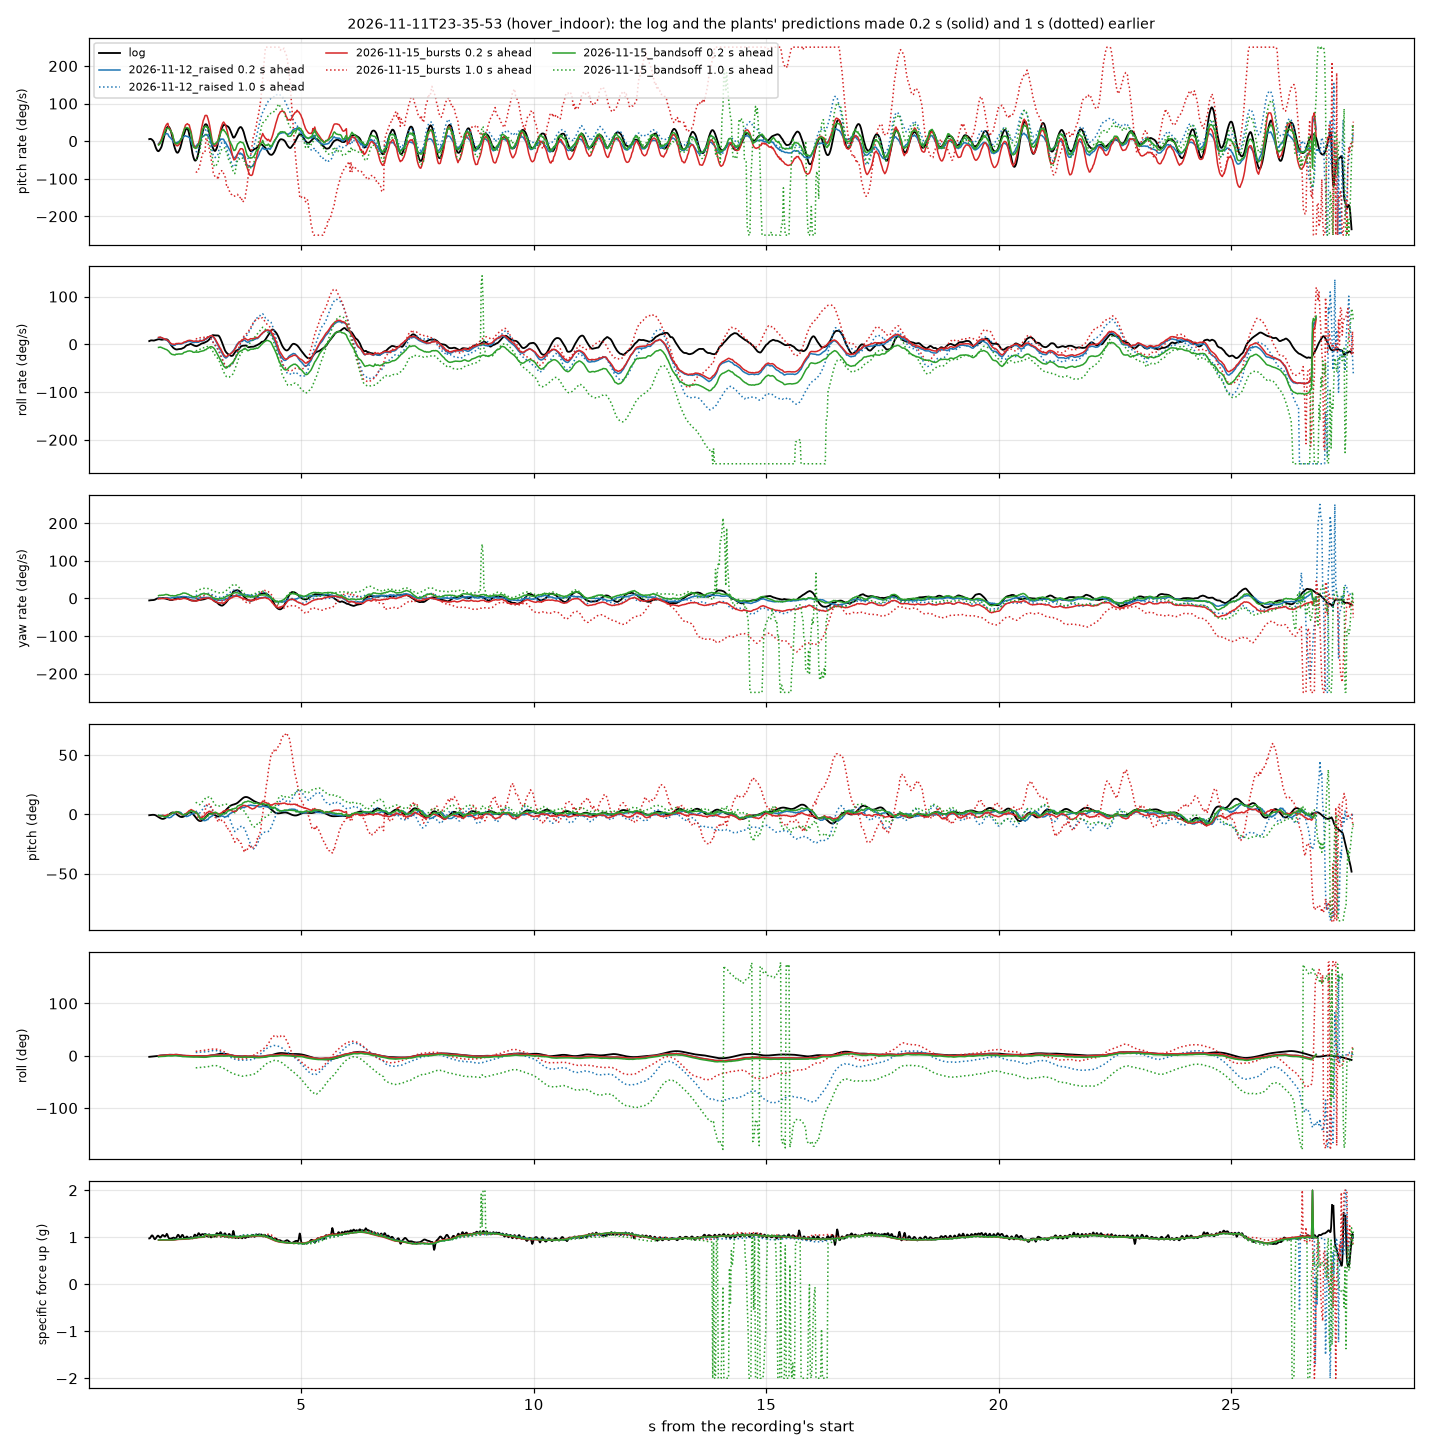 2026-11-11T23-35-53 (hover_indoor): the log and the plants' predictions made 0.2 s (solid) and 1 s (dotted) earlier
log
2026-11-12_raised 0.2 s ahead
2026-11-12_raised 1.0 s ahead
2026-11-15_bursts 0.2 s ahead
2026-11-15_bursts 1.0 s ahead
2026-11-15_bandsoff 0.2 s ahead
2026-11-15_bandsoff 1.0 s ahead
pitch rate (deg/s)
200
100
0
−100
−200
roll rate (deg/s)
100
0
−100
−200
yaw rate (deg/s)
200
100
0
−100
−200
pitch (deg)
50
0
−50
roll (deg)
100
0
−100
specific force up (g)
2
1
0
−1
−2
5
10
15
20
25
s from the recording's start